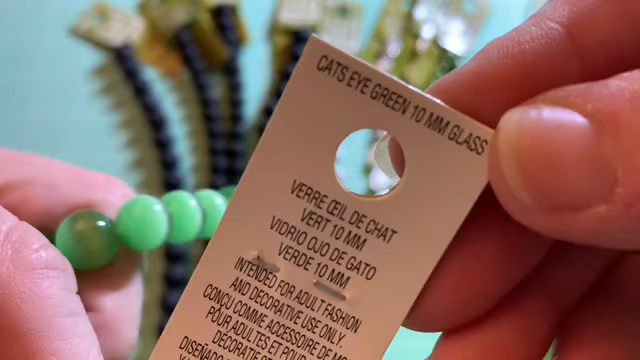 CATS EYE GREEN 10 MM GLASS
VERRE ŒIL DE CHAT
VERT 10 MM
VIDRIO OJO DE GATO
VERDE 10 MM
INTENDED FOR ADULT FASHION
AND DECORATIVE USE ONLY.
CONÇU COMME ACCESSOIRE DE
POUR ADULTES ET POUR
DISEÑADO